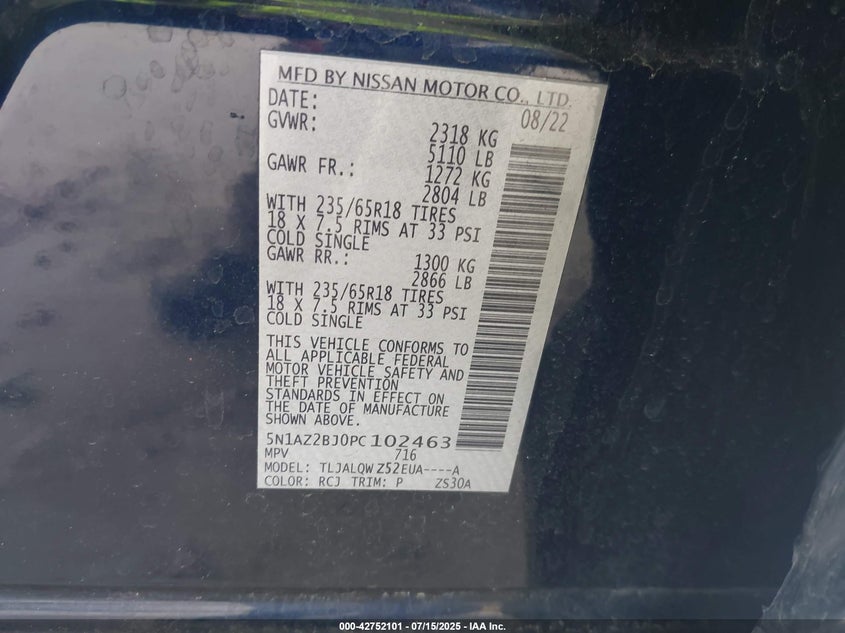 MFD BY NISSAN MOTOR CO., LTD.
DATE: 08/22
GVWR: 2318 KG
5110 LB
GAWR FR.: 1272 KG
2804 LB
WITH 235/65R18 TIRES
18 X 7.5 RIMS AT 33 PSI
COLD SINGLE
GAWR RR.: 1300 KG
2866 LB
WITH 235/65R18 TIRES
18 X 7.5 RIMS AT 33 PSI
COLD SINGLE
THIS VEHICLE CONFORMS TO
ALL APPLICABLE FEDERAL
MOTOR VEHICLE SAFETY AND
THEFT PREVENTION
STANDARDS IN EFFECT ON
THE DATE OF MANUFACTURE
SHOWN ABOVE.
5N1AZ2BJ0PC102463
MPV 716
MODEL: TLJALQWZ52EUA----A
COLOR: RCJ TRIM: P ZS30A
000-42752101 - 07/15/2025 - IAA Inc.